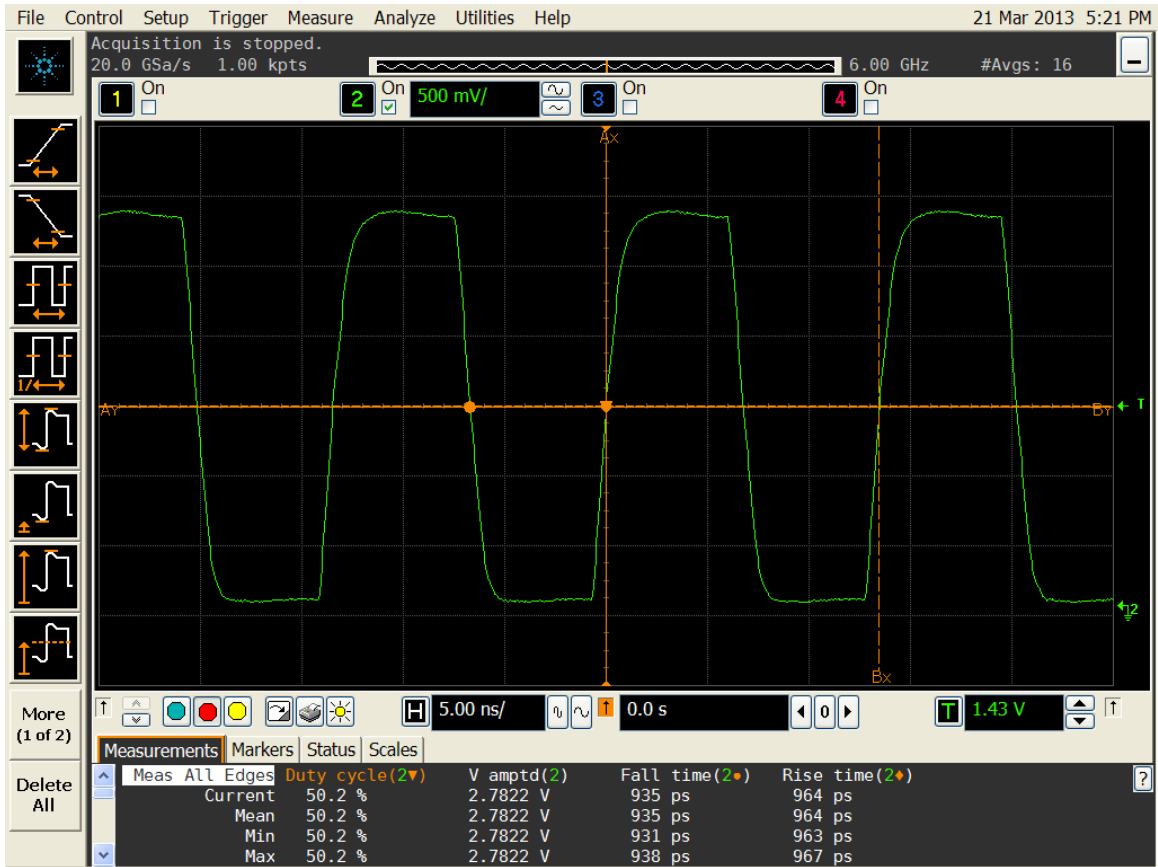 File Control Setup Trigger Measure Analyze Utilities Help 21 Mar 2013 5:21 PM
Acquisition is stopped.
20.0 GSa/s 1.00 kpts 6.00 GHz #Avgs: 16
1 On 2 On 500 mV/ 3 On 4 On
Ax
AY BY T
2
Bx
1/
H 5.00 ns/ 0.0 s 0 T 1.43 V
More
(1 of 2)
Delete
All
Measurements Markers Status Scales
Meas All Edges Duty cycle(2▼) V amptd(2) Fall time(2●) Rise time(2♦) ?
Current 50.2 % 2.7822 V 935 ps 964 ps
Mean 50.2 % 2.7822 V 935 ps 964 ps
Min 50.2 % 2.7822 V 931 ps 963 ps
Max 50.2 % 2.7822 V 938 ps 967 ps